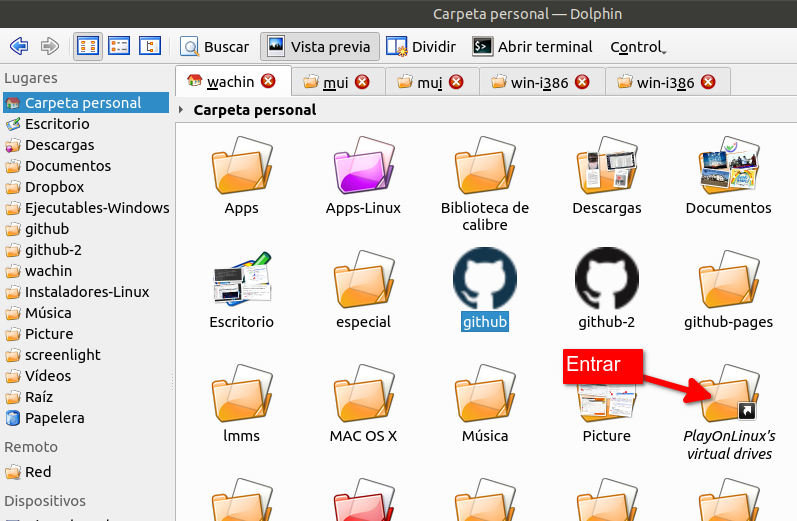 Carpeta personal — Dolphin
Buscar Vista previa Dividir Abrir terminal Control
Lugares
Carpeta personal
Escritorio
Descargas
Documentos
Dropbox
Ejecutables-Windows
github
github-2
wachin
Instaladores-Linux
Música
Picture
screenlight
Vídeos
Raíz
Papelera
Remoto
Red
Dispositivos
wachin mui mui win-i386 win-i386
Carpeta personal
Apps
Apps-Linux
Biblioteca de
calibre
Descargas
Documentos
Escritorio
especial
github
github-2
github-pages
Entrar
lmms
MAC OS X
Música
Picture
PlayOnLinux's
virtual drives